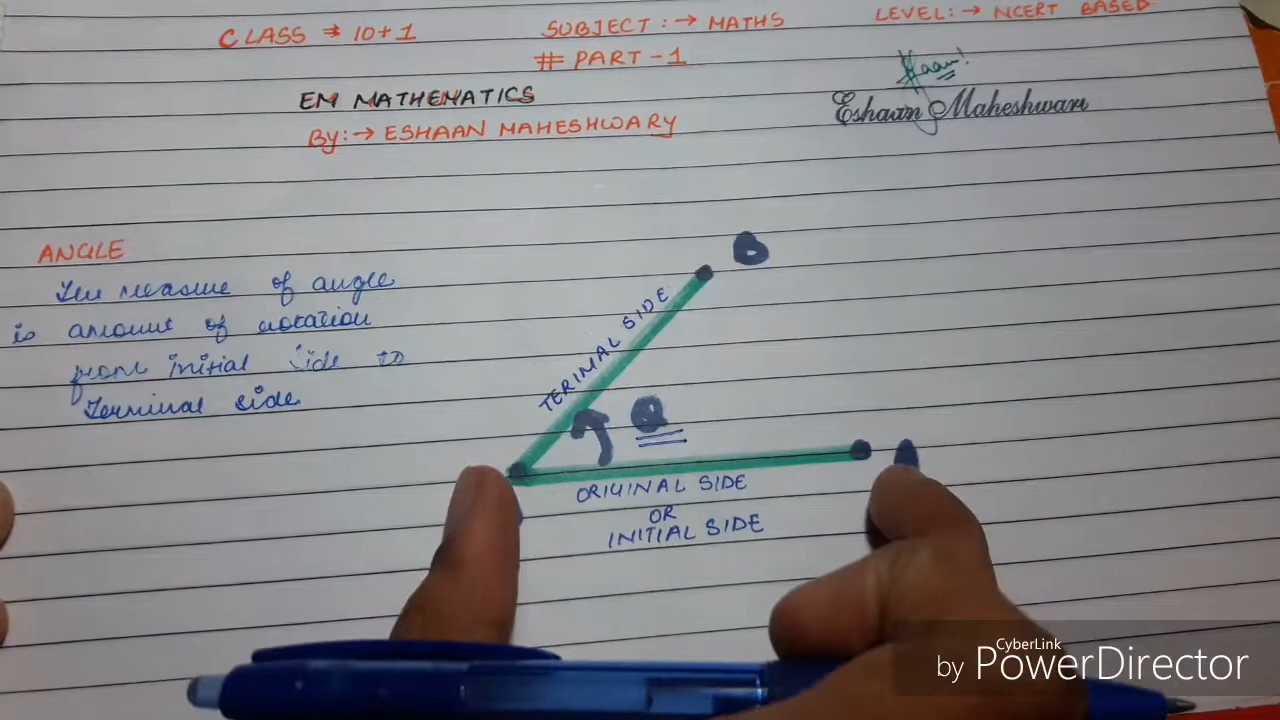 CLASS → 10+1
SUBJECT :→ MATHS
LEVEL :→ NCERT BASED
# PART - 1
EM MATHEMATICS
By :→ ESHAAN MAHESHWARY
Eshaan Maheshwari
ANGLE
The measure of angle
is amount of rotation
from initial side to
Terminal side
B
TERIMAL SIDE
θ
ORIGINAL SIDE
OR
INITIAL SIDE
CyberLink
by PowerDirector